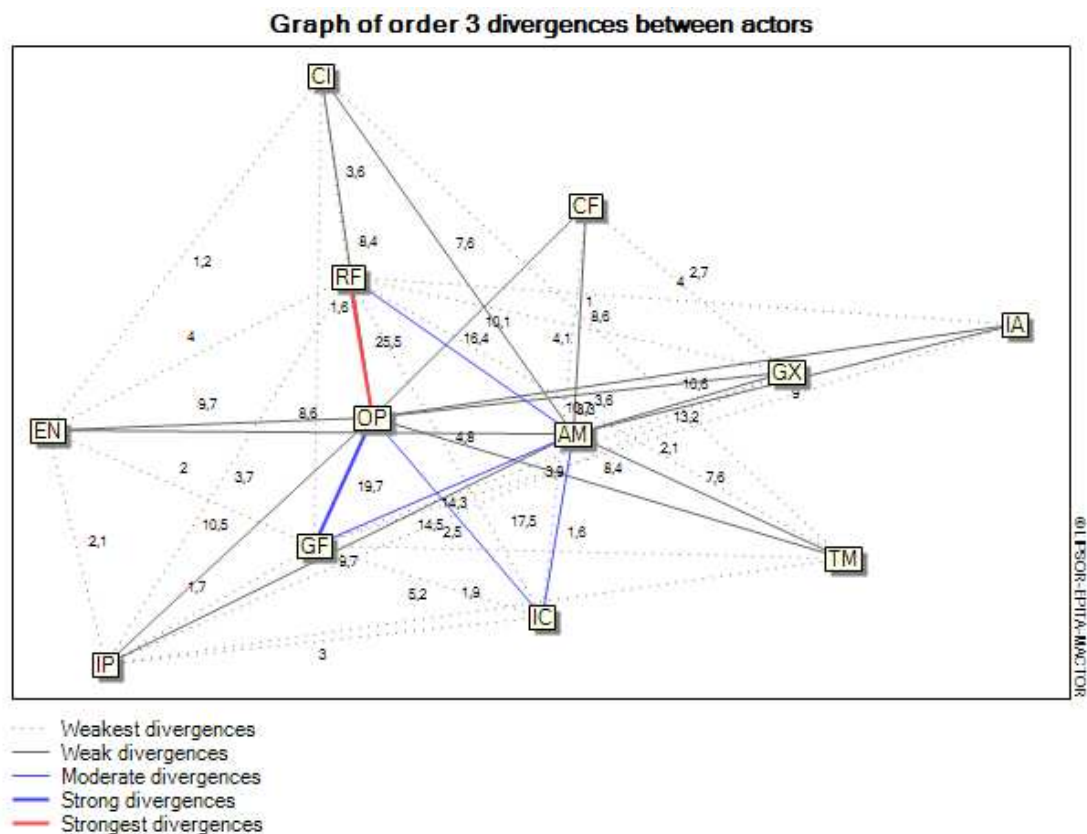 Graph of order 3 divergences between actors
CI
3,6
CF
8,4
7,6
1,2
2,7
4
RF
1,6
1
8,6
10,1
IA
4
25,5
16,4
4,1
GX
10,6
9
3,6
9,7
8,6
OP
13,2
EN
4,8
AM
2,1
2
3,7
3,9
8,4
7,6
19,7
14,3
10,5
14,5
2,5
17,5
1,6
2,1
GF
9,7
TM
1,7
5,2
1,9
IC
3
IP
©LIPSOR-EPITA-MACTOR
Weakest divergences
Weak divergences
Moderate divergences
Strong divergences
Strongest divergences